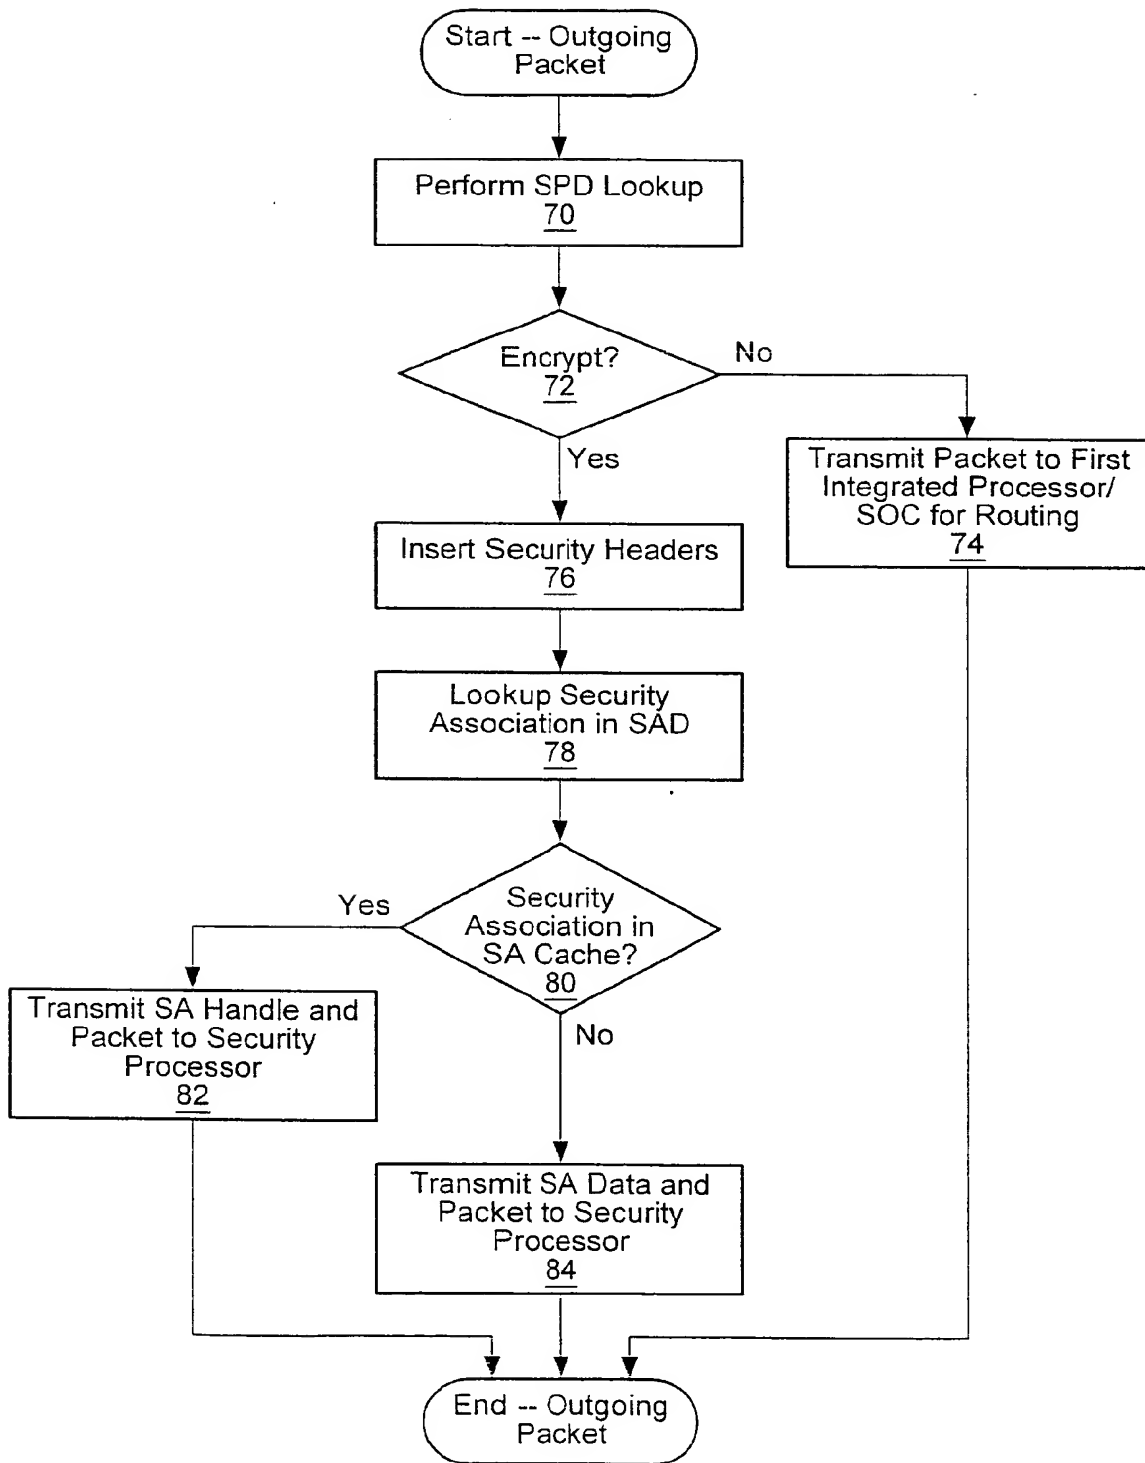 Start -- Outgoing
Packet
Perform SPD Lookup
70
Encrypt?
72
No
Yes
Transmit Packet to First
Integrated Processor/
SOC for Routing
74
Insert Security Headers
76
Lookup Security
Association in SAD
78
Security
Association in
SA Cache?
80
Yes
No
Transmit SA Handle and
Packet to Security
Processor
82
Transmit SA Data and
Packet to Security
Processor
84
End -- Outgoing
Packet